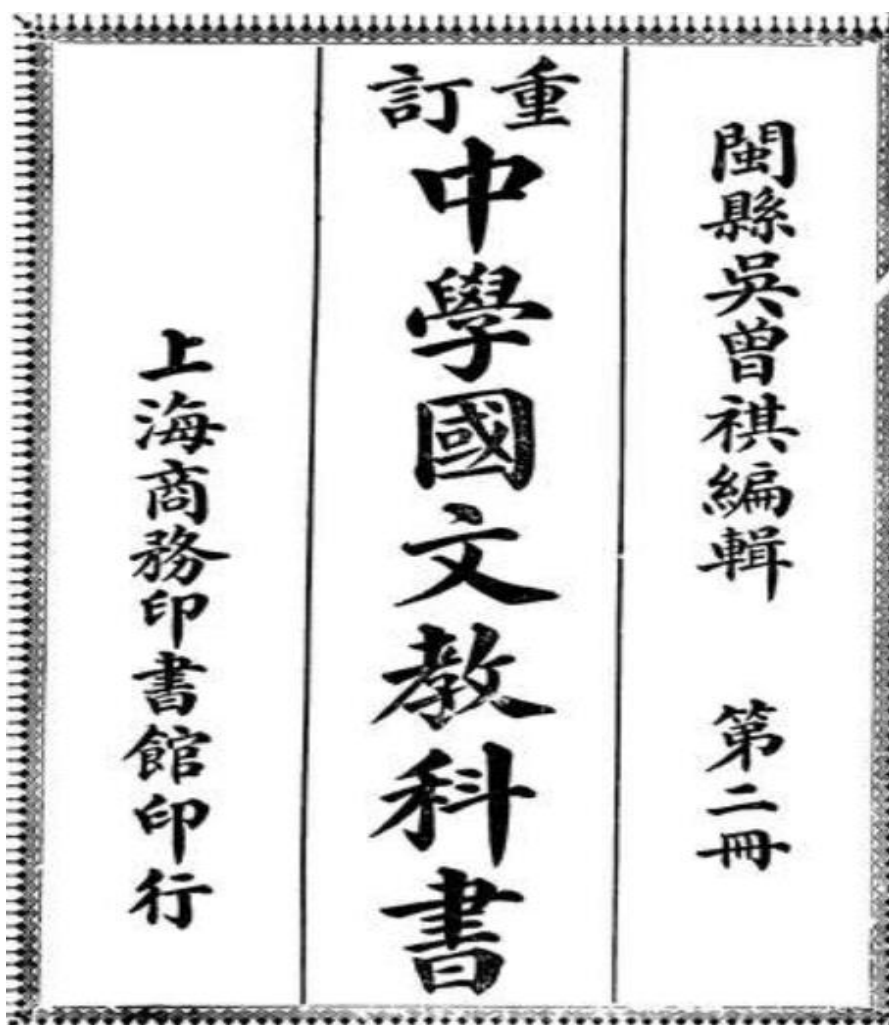 閩縣吳曾祺編輯 第二冊
重訂
中學國文教科書
上海商務印書館印行